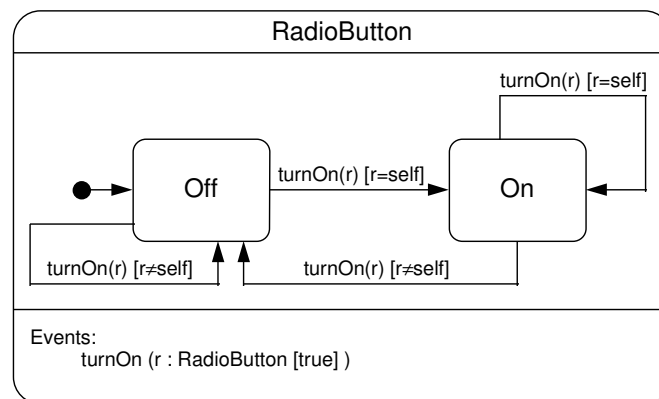 RadioButton
turnOn(r) [r=self]
Off
turnOn(r) [r=self]
On
turnOn(r) [r≠self]
turnOn(r) [r≠self]
Events:
turnOn (r : RadioButton [true] )